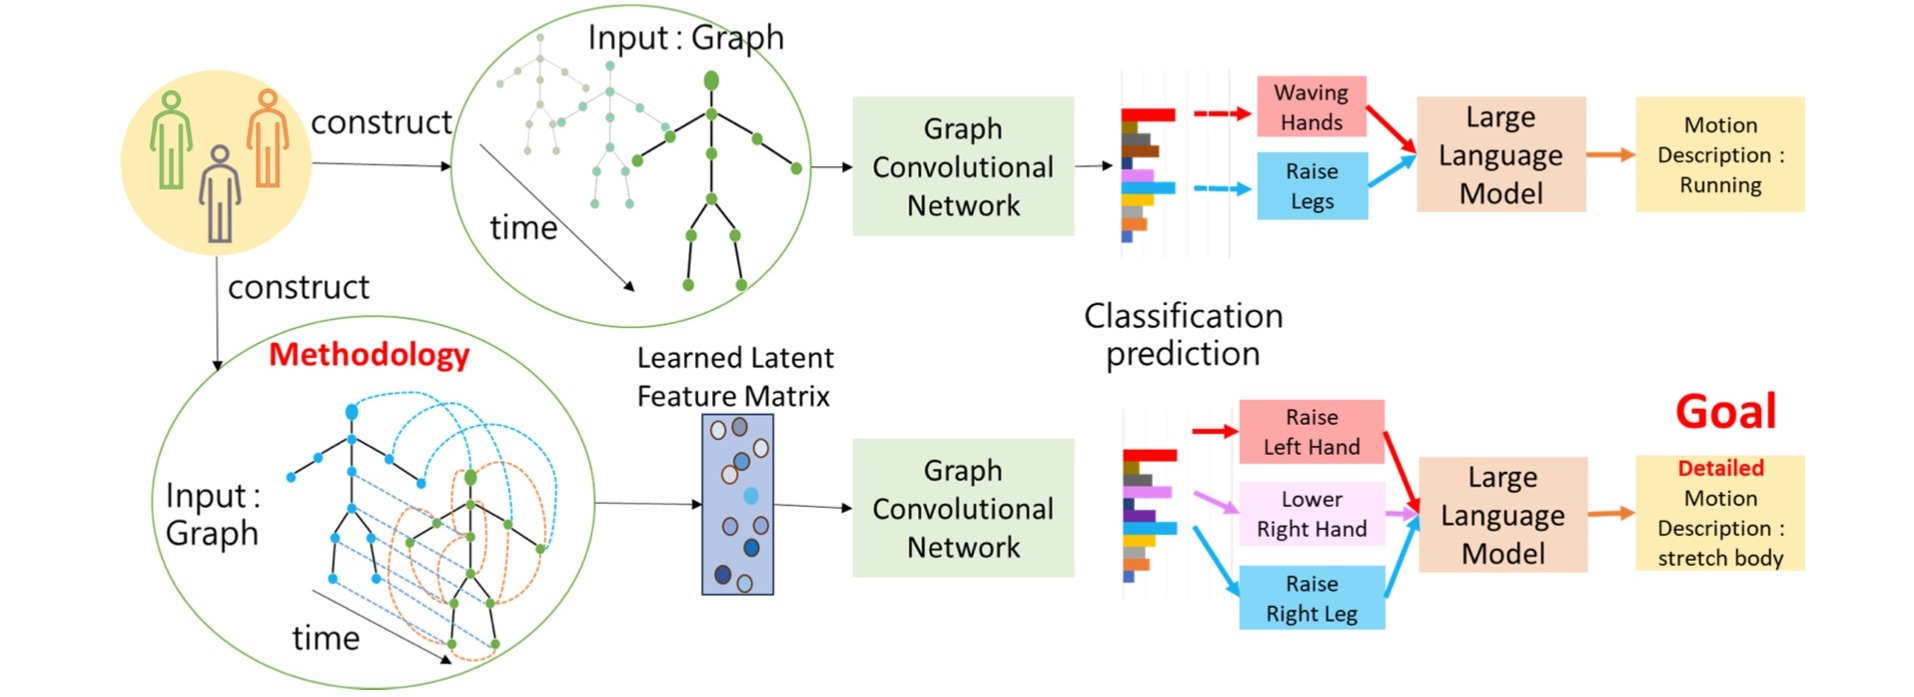 Input : Graph
construct
time
Graph
Convolutional
Network
Waving
Hands
Raise
Legs
Large
Language
Model
Motion
Description :
Running
construct
Methodology
Input :
Graph
time
Learned Latent
Feature Matrix
Graph
Convolutional
Network
Classification
prediction
Raise
Left Hand
Lower
Right Hand
Raise
Right Leg
Large
Language
Model
Goal
Detailed
Motion
Description :
stretch body